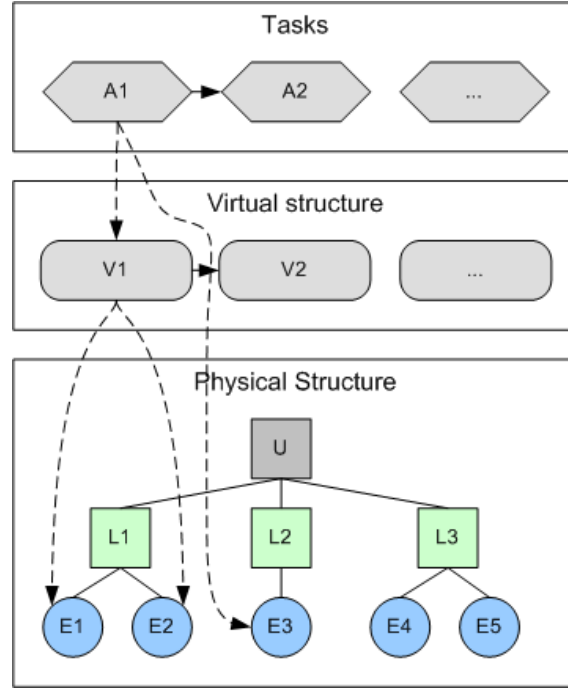 Tasks
A1 A2 ...
Virtual structure
V1 V2 ...
Physical Structure
U
L1 L2 L3
E1 E2 E3 E4 E5